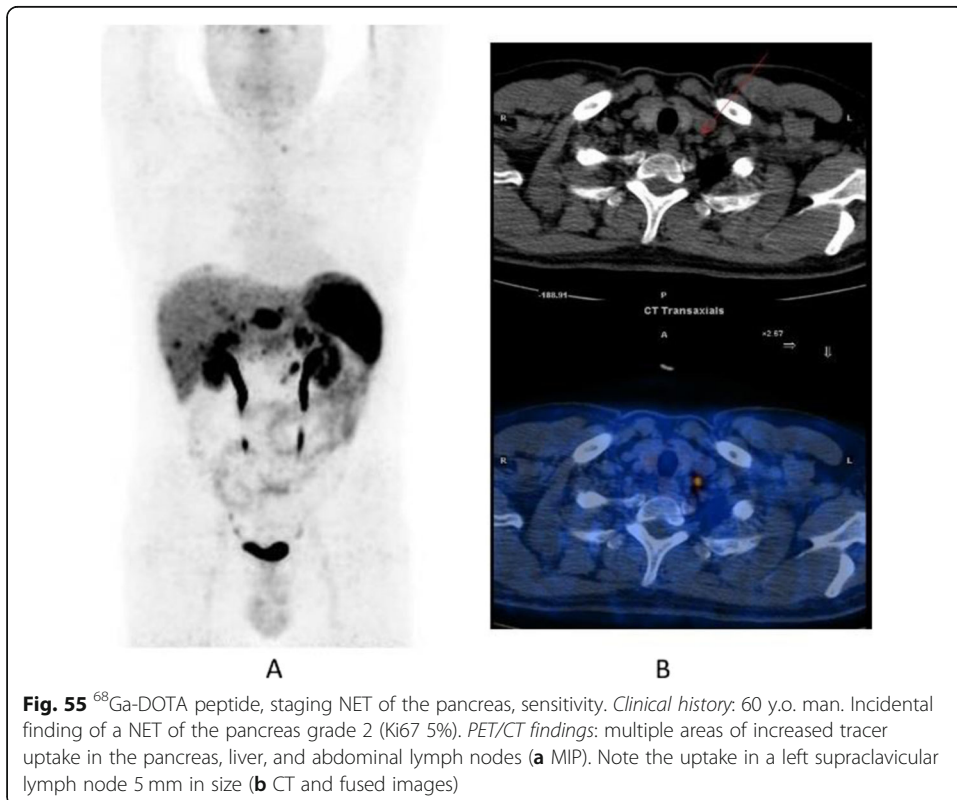 R
L
-188.91
P
CT Transaxials
A
+2.67
R
L
A
B
Fig. 55 ⁶⁸Ga-DOTA peptide, staging NET of the pancreas, sensitivity. Clinical history: 60 y.o. man. Incidental
finding of a NET of the pancreas grade 2 (Ki67 5%). PET/CT findings: multiple areas of increased tracer
uptake in the pancreas, liver, and abdominal lymph nodes (a MIP). Note the uptake in a left supraclavicular
lymph node 5 mm in size (b CT and fused images)